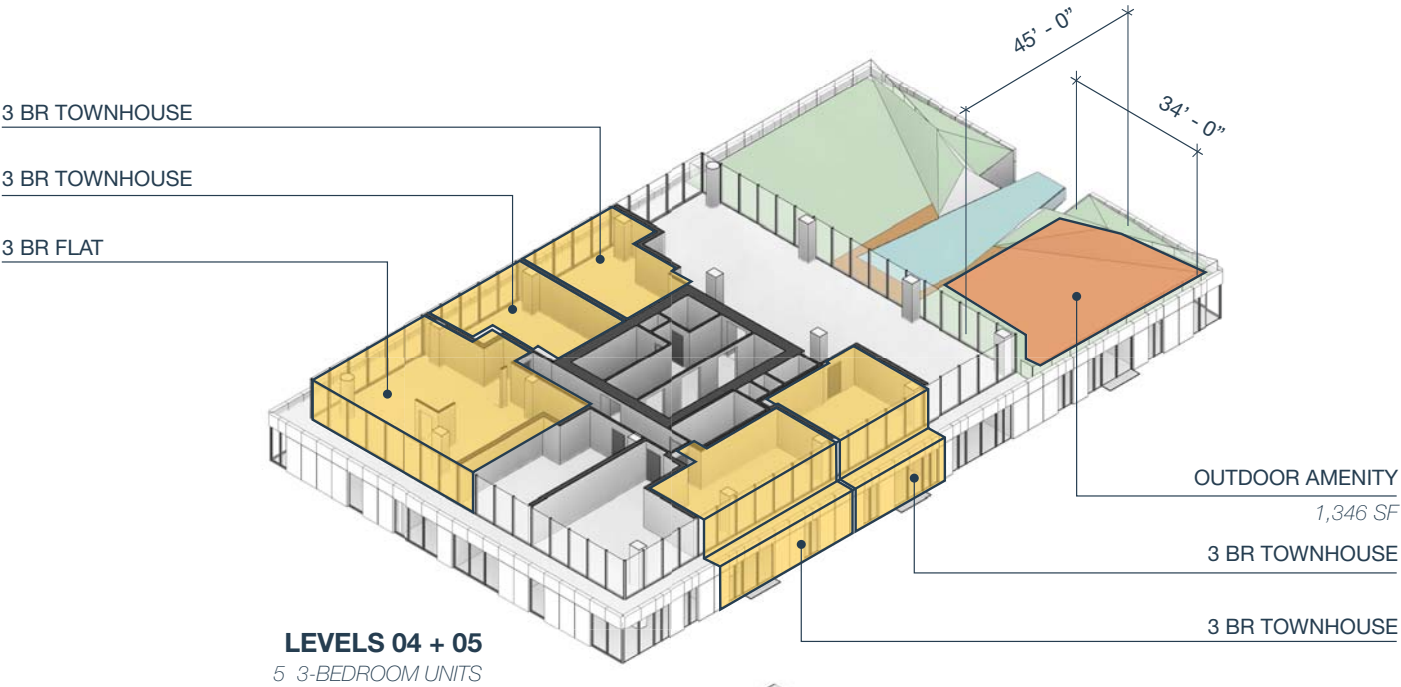 45’ - 0”
34’ - 0”
3 BR TOWNHOUSE
3 BR TOWNHOUSE
3 BR FLAT
OUTDOOR AMENITY
1,346 SF
3 BR TOWNHOUSE
3 BR TOWNHOUSE
LEVELS 04 + 05
5 3-BEDROOM UNITS